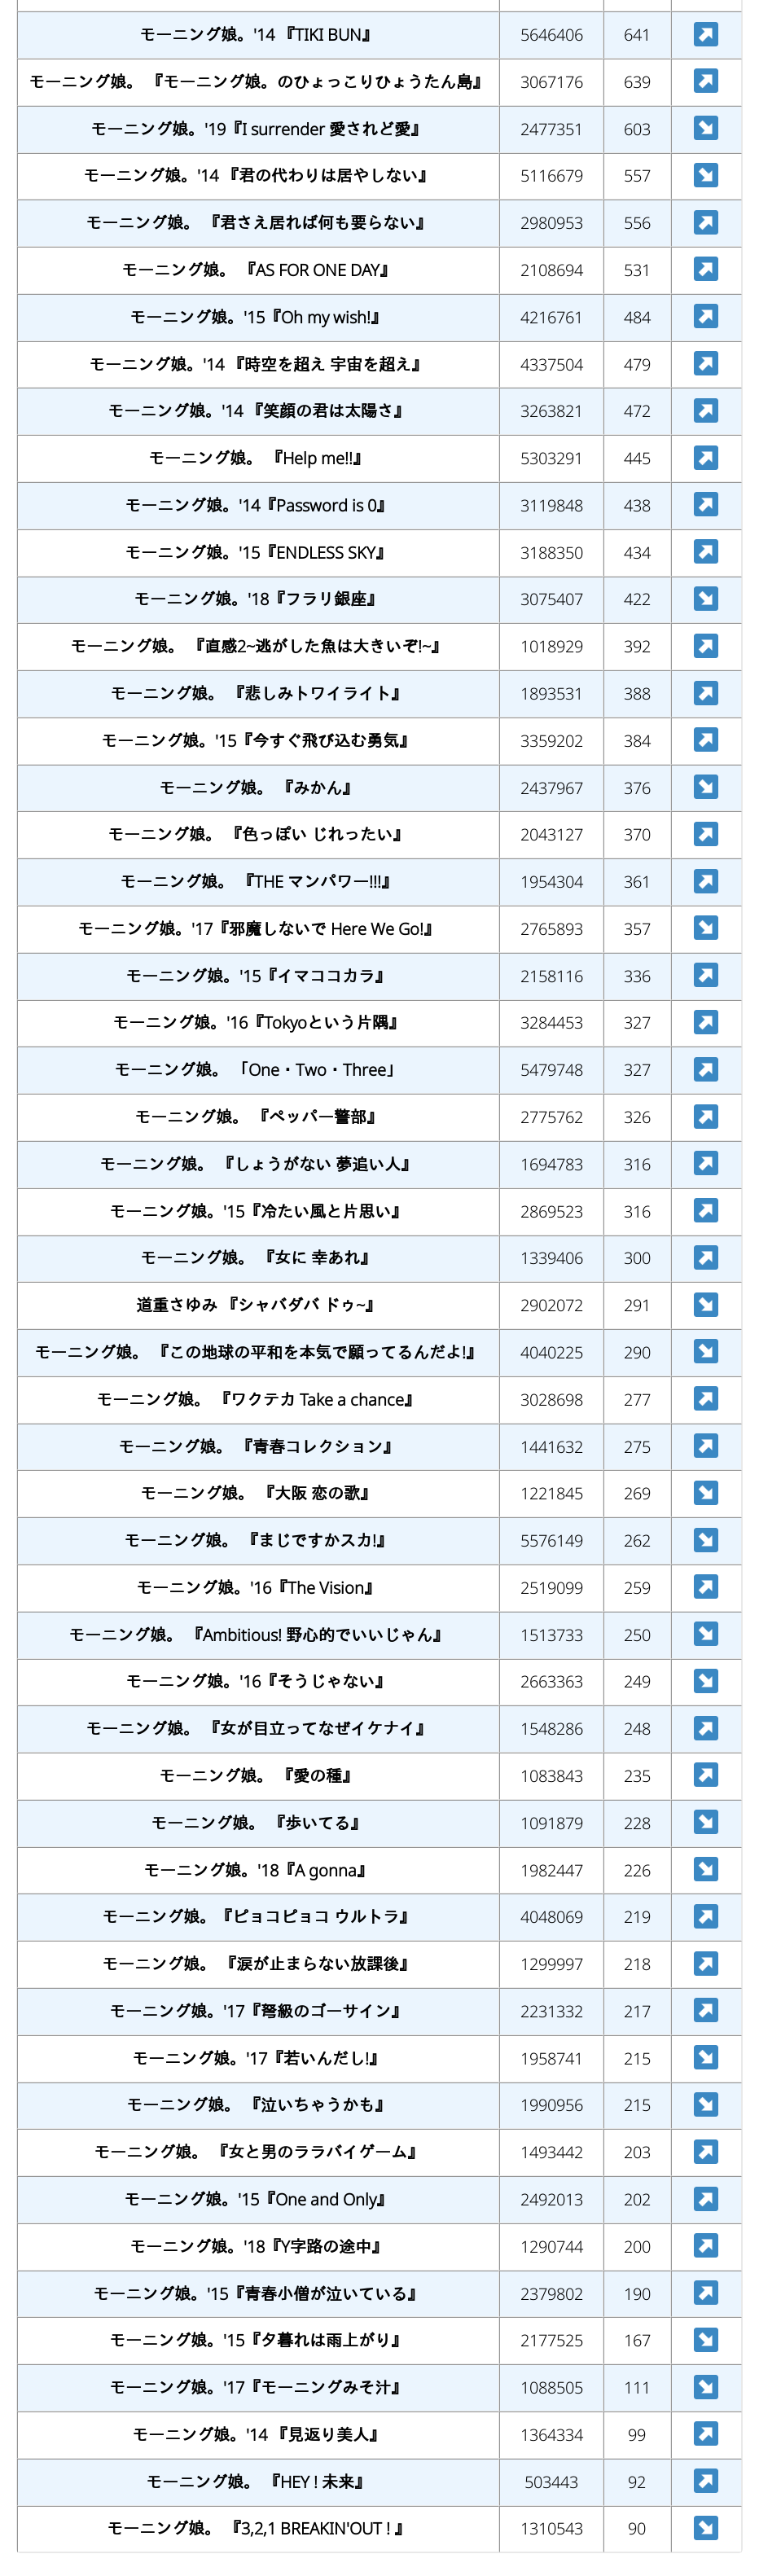 モーニング娘。'14 『TIKI BUN』 5646406 641 ↗
モーニング娘。 『モーニング娘。のひょっこりひょうたん島』 3067176 639 ↗
モーニング娘。'19『I surrender 愛されど愛』 2477351 603 ↘
モーニング娘。'14 『君の代わりは居やしない』 5116679 557 ↘
モーニング娘。 『君さえ居れば何も要らない』 2980953 556 ↗
モーニング娘。 『AS FOR ONE DAY』 2108694 531 ↗
モーニング娘。'15『Oh my wish!』 4216761 484 ↗
モーニング娘。'14 『時空を超え 宇宙を超え』 4337504 479 ↗
モーニング娘。'14 『笑顔の君は太陽さ』 3263821 472 ↗
モーニング娘。 『Help me!!』 5303291 445 ↗
モーニング娘。'14『Password is 0』 3119848 438 ↗
モーニング娘。'15『ENDLESS SKY』 3188350 434 ↗
モーニング娘。'18『フラリ銀座』 3075407 422 ↘
モーニング娘。 『直感2~逃がした魚は大きいぞ!~』 1018929 392 ↗
モーニング娘。 『悲しみトワイライト』 1893531 388 ↗
モーニング娘。'15『今すぐ飛び込む勇気』 3359202 384 ↗
モーニング娘。 『みかん』 2437967 376 ↘
モーニング娘。 『色っぽい じれったい』 2043127 370 ↗
モーニング娘。 『THE マンパワー!!!』 1954304 361 ↗
モーニング娘。'17『邪魔しないで Here We Go!』 2765893 357 ↘
モーニング娘。'15『イマココカラ』 2158116 336 ↗
モーニング娘。'16『Tokyoという片隅』 3284453 327 ↗
モーニング娘。 「One・Two・Three」 5479748 327 ↗
モーニング娘。 『ペッパー警部』 2775762 326 ↗
モーニング娘。 『しょうがない 夢追い人』 1694783 316 ↗
モーニング娘。'15『冷たい風と片思い』 2869523 316 ↗
モーニング娘。 『女に 幸あれ』 1339406 300 ↗
道重さゆみ 『シャバダバ ドゥ~』 2902072 291 ↘
モーニング娘。 『この地球の平和を本気で願ってるんだよ!』 4040225 290 ↘
モーニング娘。 『ワクテカ Take a chance』 3028698 277 ↗
モーニング娘。 『青春コレクション』 1441632 275 ↗
モーニング娘。 『大阪 恋の歌』 1221845 269 ↘
モーニング娘。 『まじですかスカ!』 5576149 262 ↘
モーニング娘。'16『The Vision』 2519099 259 ↗
モーニング娘。 『Ambitious! 野心的でいいじゃん』 1513733 250 ↘
モーニング娘。'16『そうじゃない』 2663363 249 ↘
モーニング娘。 『女が目立ってなぜイケナイ』 1548286 248 ↗
モーニング娘。 『愛の種』 1083843 235 ↗
モーニング娘。 『歩いてる』 1091879 228 ↘
モーニング娘。'18『A gonna』 1982447 226 ↘
モーニング娘。『ピョコピョコ ウルトラ』 4048069 219 ↗
モーニング娘。 『涙が止まらない放課後』 1299997 218 ↗
モーニング娘。'17『弩級のゴーサイン』 2231332 217 ↗
モーニング娘。'17『若いんだし!』 1958741 215 ↘
モーニング娘。 『泣いちゃうかも』 1990956 215 ↘
モーニング娘。 『女と男のララバイゲーム』 1493442 203 ↗
モーニング娘。'15『One and Only』 2492013 202 ↗
モーニング娘。'18『Y字路の途中』 1290744 200 ↗
モーニング娘。'15『青春小僧が泣いている』 2379802 190 ↗
モーニング娘。'15『夕暮れは雨上がり』 2177525 167 ↘
モーニング娘。'17『モーニングみそ汁』 1088505 111 ↘
モーニング娘。'14 『見返り美人』 1364334 99 ↗
モーニング娘。 『HEY ! 未来』 503443 92 ↗
モーニング娘。 『3,2,1 BREAKIN'OUT ! 』 1310543 90 ↘